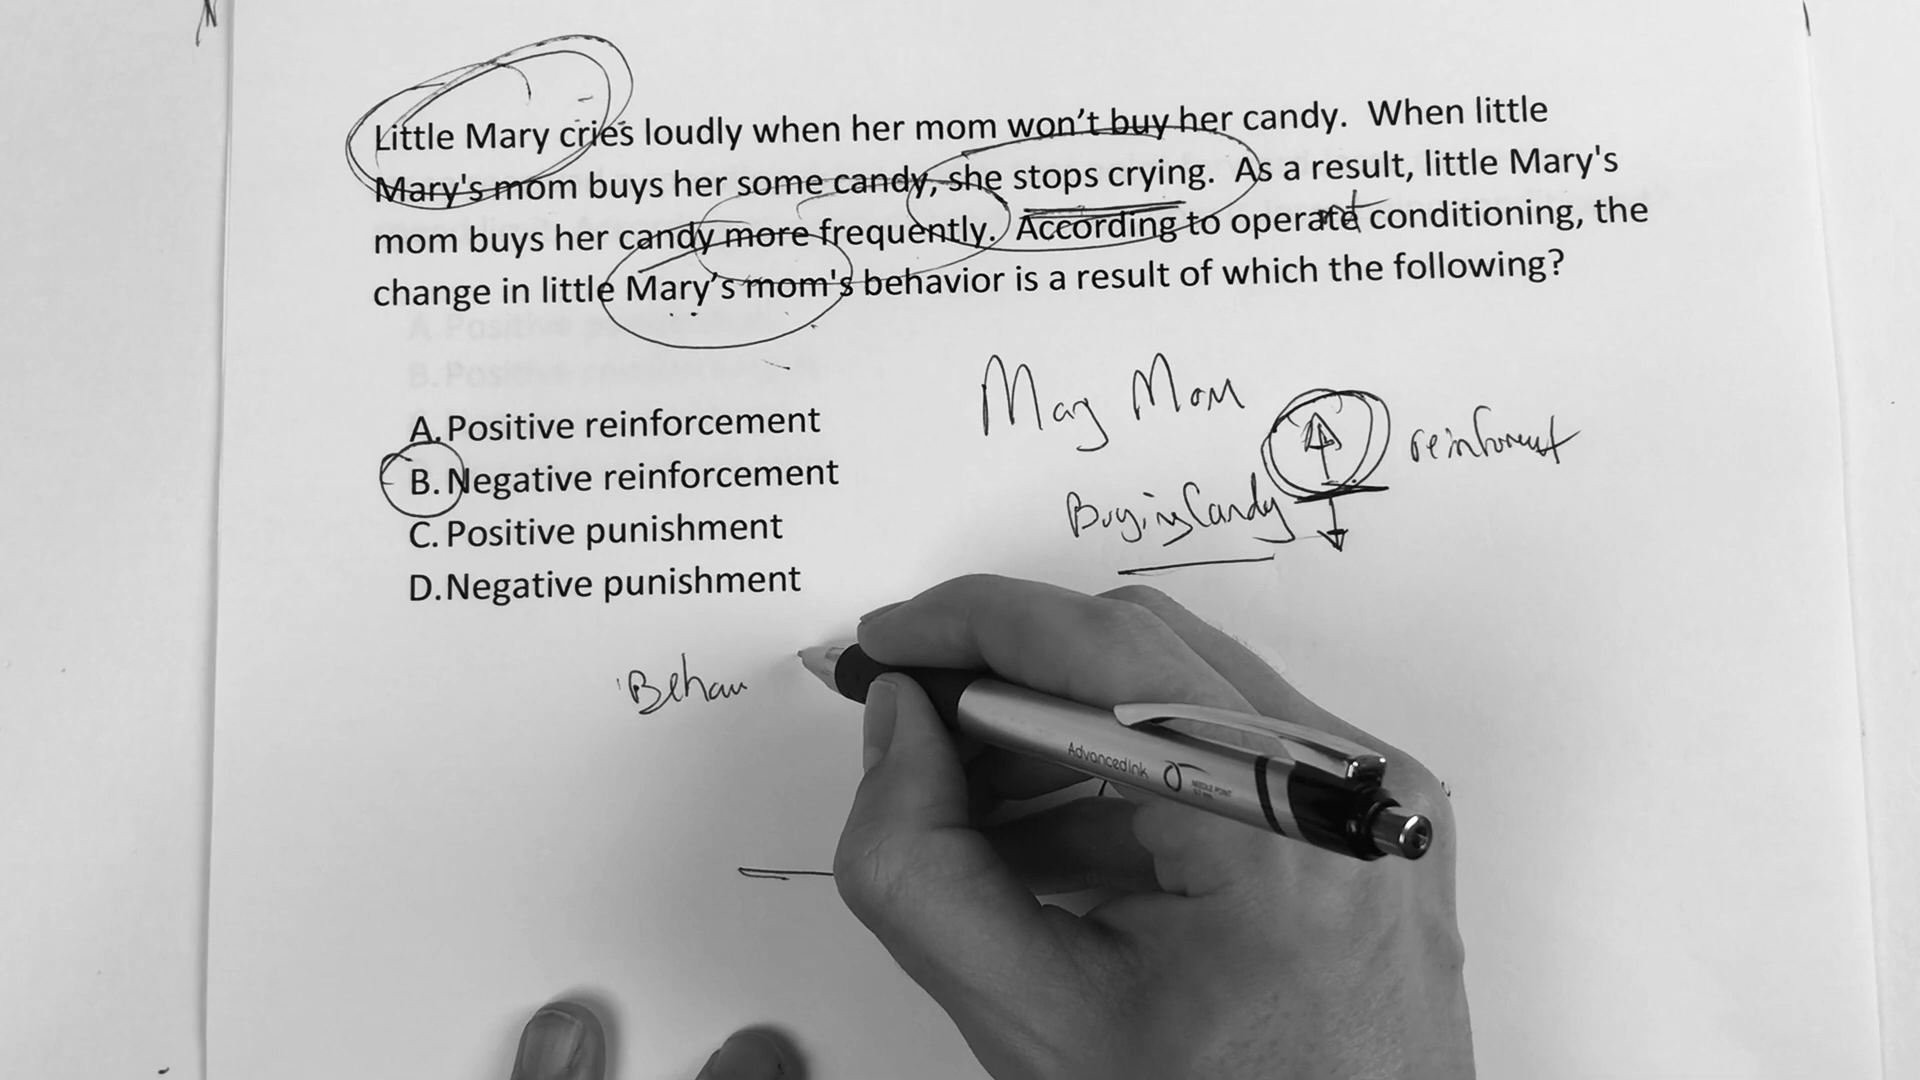 Little Mary cries loudly when her mom won't buy her candy. When little
Mary's mom buys her some candy, she stops crying. As a result, little Mary's
mom buys her candy more frequently. According to operant conditioning, the
change in little Mary's mom's behavior is a result of which the following?
A. Positive reinforcement
B. Negative reinforcement
C. Positive punishment
D. Negative punishment
Mary Mom
Buying Candy
reinforcement
Behav
AdvancedInk
NEEDLE POINT